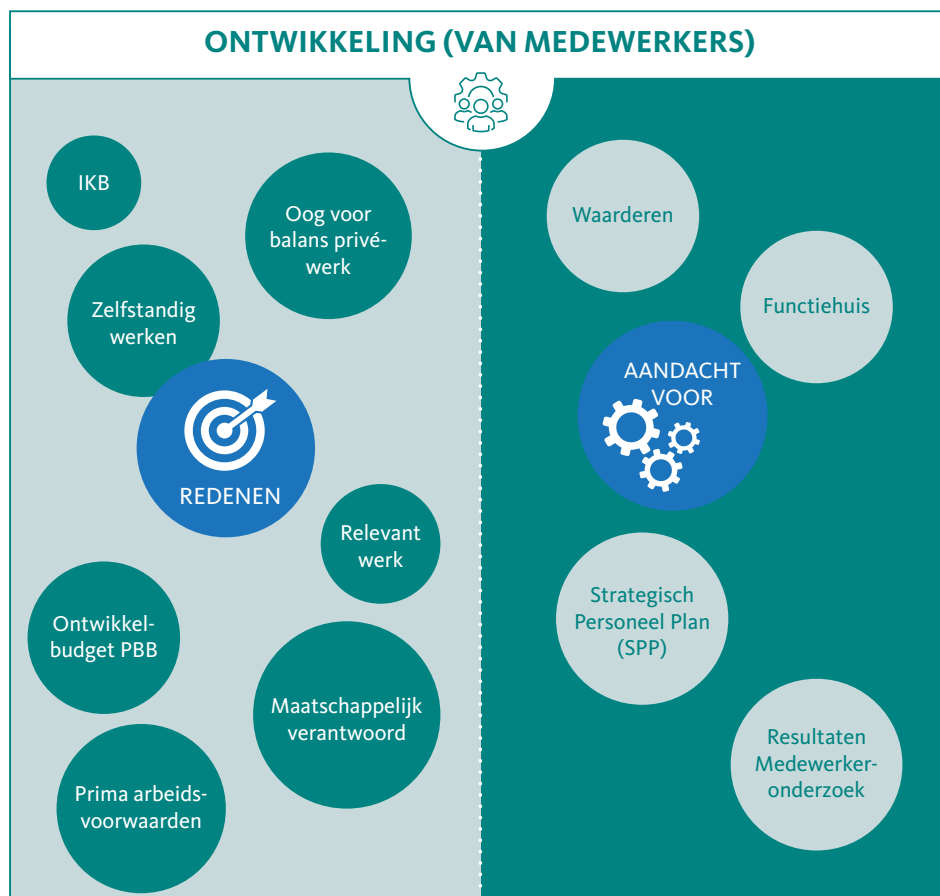 ONTWIKKELING (VAN MEDEWERKERS)
IKB
Oog voor
balans privé-
werk
Zelfstandig
werken
REDENEN
Relevant
werk
Ontwikkel-
budget PBB
Maatschappelijk
verantwoord
Prima arbeids-
voorwaarden
Waarderen
Functiehuis
AANDACHT
VOOR
Strategisch
Personeel Plan
(SPP)
Resultaten
Medewerker-
onderzoek